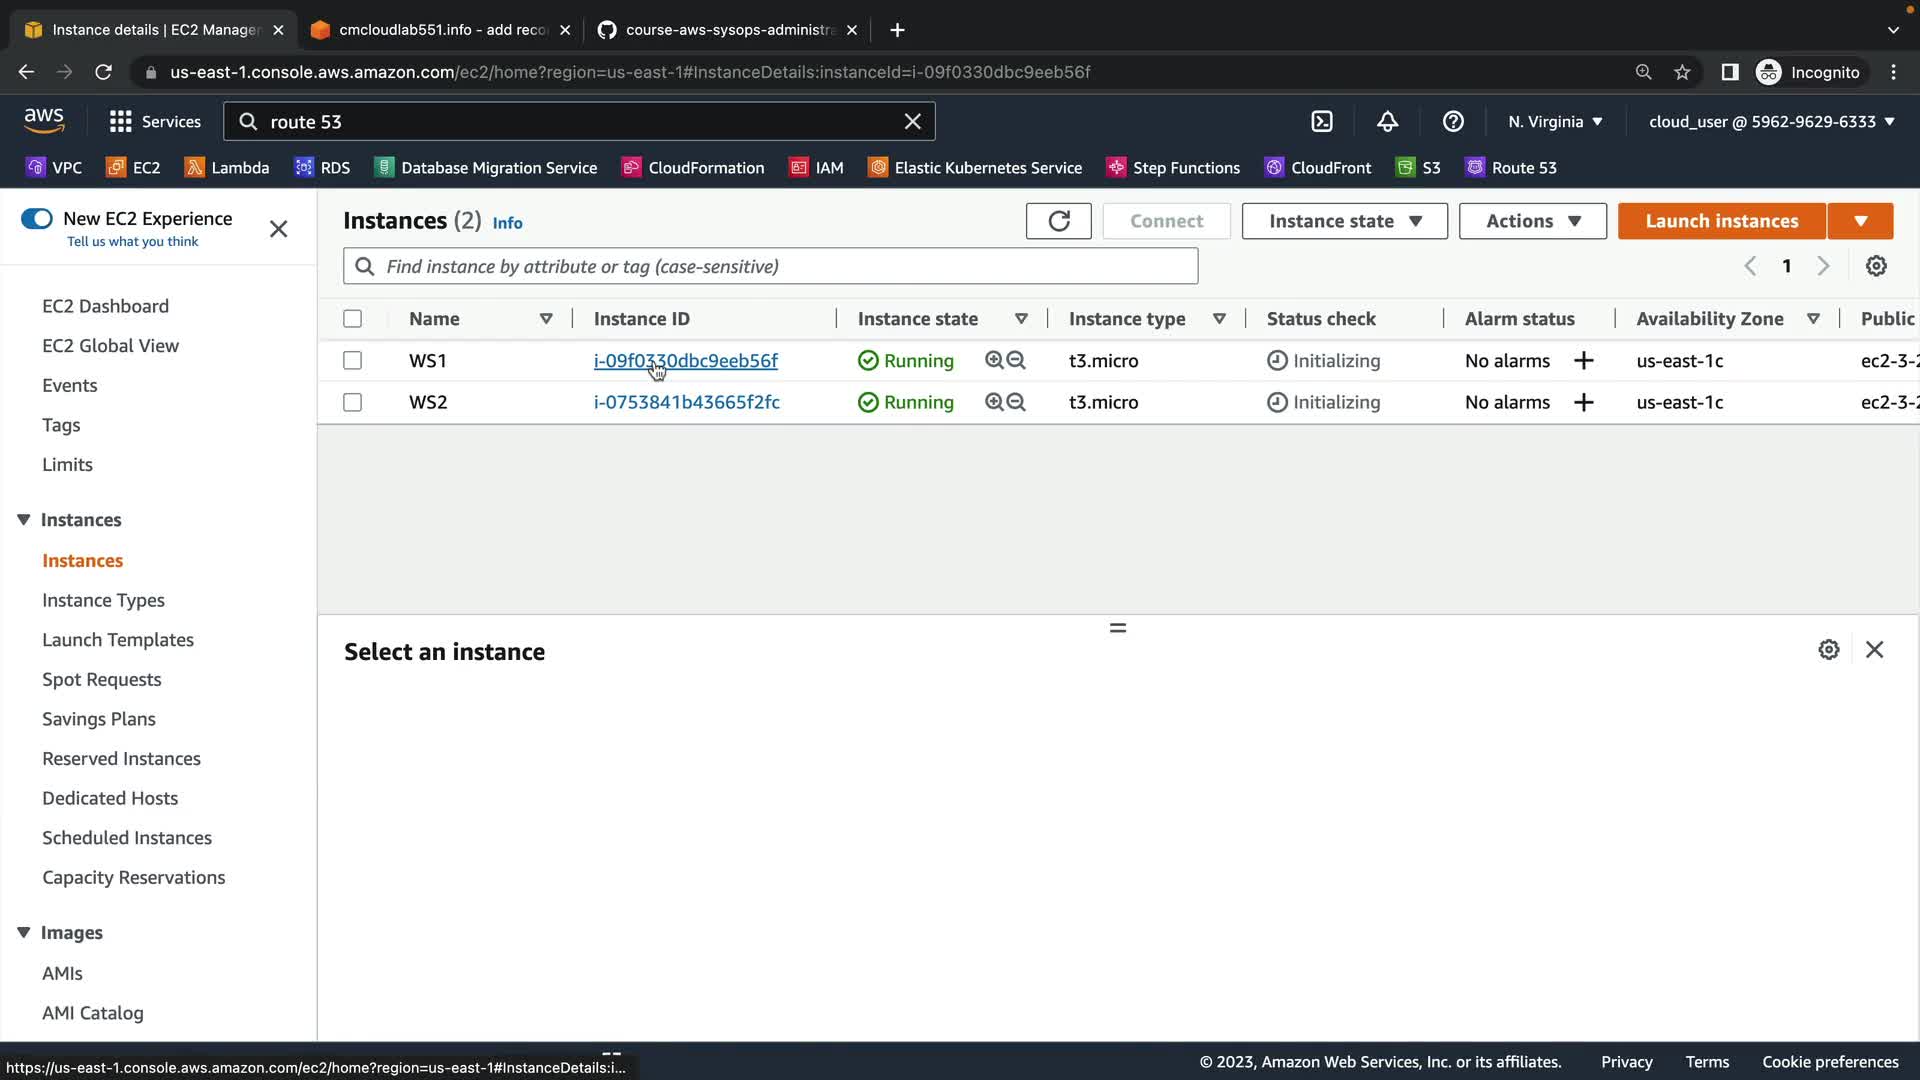 Instance details | EC2 Manager
cmcloudlab551.info - add reco
course-aws-sysops-administra
us-east-1.console.aws.amazon.com/ec2/home?region=us-east-1#InstanceDetails:instanceId=i-09f0330dbc9eeb56f
Incognito
aws
Services
route 53
N. Virginia
cloud_user @ 5962-9629-6333
VPC
EC2
Lambda
RDS
Database Migration Service
CloudFormation
IAM
Elastic Kubernetes Service
Step Functions
CloudFront
S3
Route 53
New EC2 Experience
Tell us what you think
EC2 Dashboard
EC2 Global View
Events
Tags
Limits
Instances
Instances
Instance Types
Launch Templates
Spot Requests
Savings Plans
Reserved Instances
Dedicated Hosts
Scheduled Instances
Capacity Reservations
Images
AMIs
AMI Catalog
Instances (2) Info
Connect
Instance state
Actions
Launch instances
Find instance by attribute or tag (case-sensitive)
1
Name Instance ID Instance state Instance type Status check Alarm status Availability Zone Public
WS1 i-09f0330dbc9eeb56f Running t3.micro Initializing No alarms + us-east-1c ec2-3-2
WS2 i-0753841b43665f2fc Running t3.micro Initializing No alarms + us-east-1c ec2-3-2
Select an instance
https://us-east-1.console.aws.amazon.com/ec2/home?region=us-east-1#InstanceDetails:i...
© 2023, Amazon Web Services, Inc. or its affiliates.
Privacy
Terms
Cookie preferences